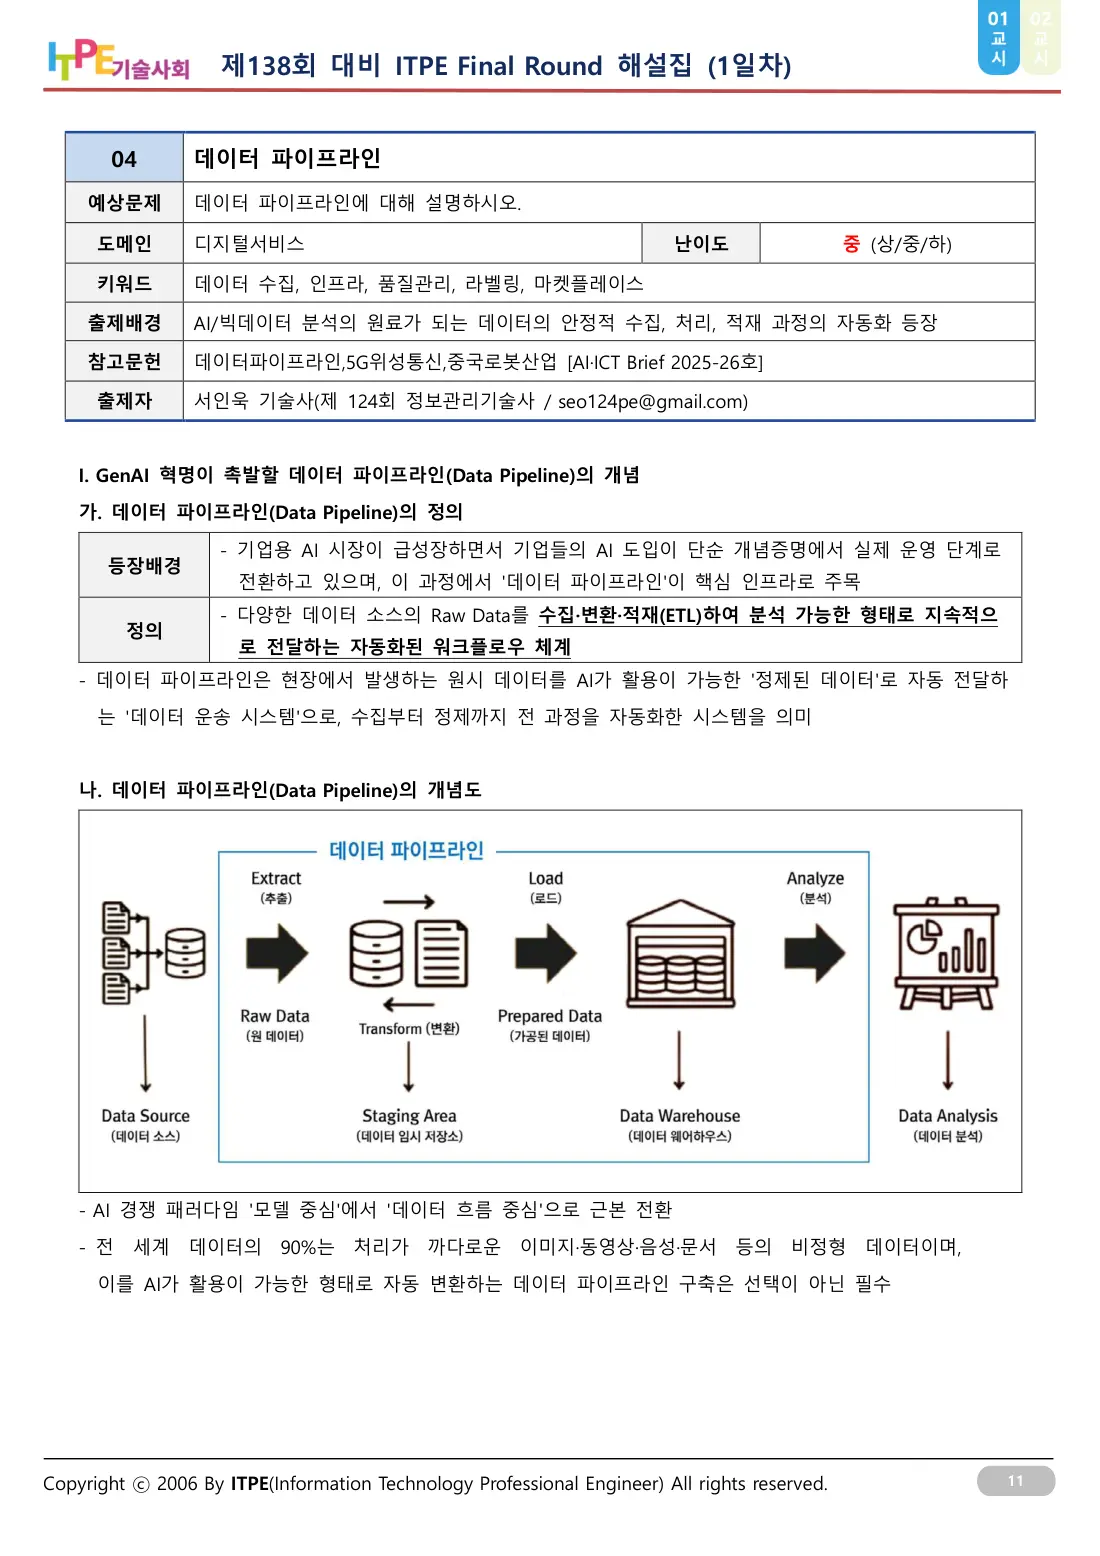 ITPE기술사회 제138회 대비 ITPE Final Round 해설집 (1일차)
01
교
시
02
교
시
04 데이터 파이프라인
예상문제 데이터 파이프라인에 대해 설명하시오.
도메인 디지털서비스 난이도 중 (상/중/하)
키워드 데이터 수집, 인프라, 품질관리, 라벨링, 마켓플레이스
출제배경 AI/빅데이터 분석의 원료가 되는 데이터의 안정적 수집, 처리, 적재 과정의 자동화 등장
참고문헌 데이터파이프라인,5G위성통신,중국로봇산업 [AI·ICT Brief 2025-26호]
출제자 서인욱 기술사(제 124회 정보관리기술사 / seo124pe@gmail.com)
I. GenAI 혁명이 촉발할 데이터 파이프라인(Data Pipeline)의 개념
가. 데이터 파이프라인(Data Pipeline)의 정의
등장배경
- 기업용 AI 시장이 급성장하면서 기업들의 AI 도입이 단순 개념증명에서 실제 운영 단계로
전환하고 있으며, 이 과정에서 '데이터 파이프라인'이 핵심 인프라로 주목
정의
- 다양한 데이터 소스의 Raw Data를 수집·변환·적재(ETL)하여 분석 가능한 형태로 지속적으
로 전달하는 자동화된 워크플로우 체계
- 데이터 파이프라인은 현장에서 발생하는 원시 데이터를 AI가 활용이 가능한 '정제된 데이터'로 자동 전달하
는 '데이터 운송 시스템'으로, 수집부터 정제까지 전 과정을 자동화한 시스템을 의미
나. 데이터 파이프라인(Data Pipeline)의 개념도
데이터 파이프라인
Extract
(추출)
Load
(로드)
Analyze
(분석)
Raw Data
(원 데이터)
Transform (변환)
Prepared Data
(가공된 데이터)
Data Source
(데이터 소스)
Staging Area
(데이터 임시 저장소)
Data Warehouse
(데이터 웨어하우스)
Data Analysis
(데이터 분석)
- AI 경쟁 패러다임 '모델 중심'에서 '데이터 흐름 중심'으로 근본 전환
- 전 세계 데이터의 90%는 처리가 까다로운 이미지·동영상·음성·문서 등의 비정형 데이터이며,
이를 AI가 활용이 가능한 형태로 자동 변환하는 데이터 파이프라인 구축은 선택이 아닌 필수
Copyright ⓒ 2006 By ITPE(Information Technology Professional Engineer) All rights reserved.
11